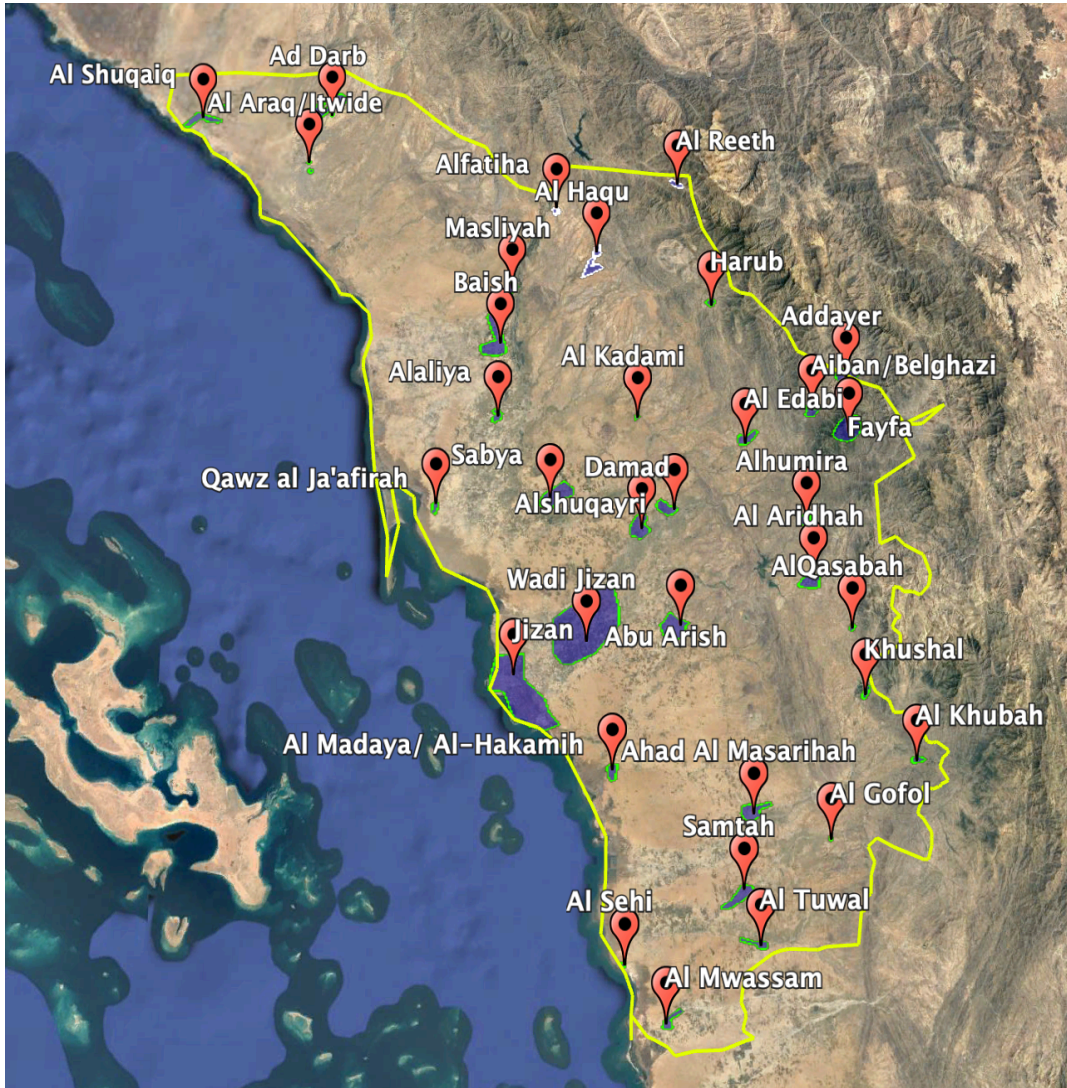 Ad Darb
Al Shuqaiq
Al Araq/Itwide
Al Reeth
Alfatiha
Al Haqu
Masliyah
Harub
Baish
Addayer
Al Kadami
Aiban/Belghazi
Alaliya
Al Edabi
Fayfa
Sabya
Damad
Alhumira
Qawz al Ja'afirah
Alshuqayri
Al Aridhah
AlQasabah
Wadi Jizan
Jizan
Abu Arish
Khushal
Al Khubah
Al Madaya/ Al-Hakamih
Ahad Al Masarihah
Al Gofol
Samtah
Al Sehi
Al Tuwal
Al Mwassam